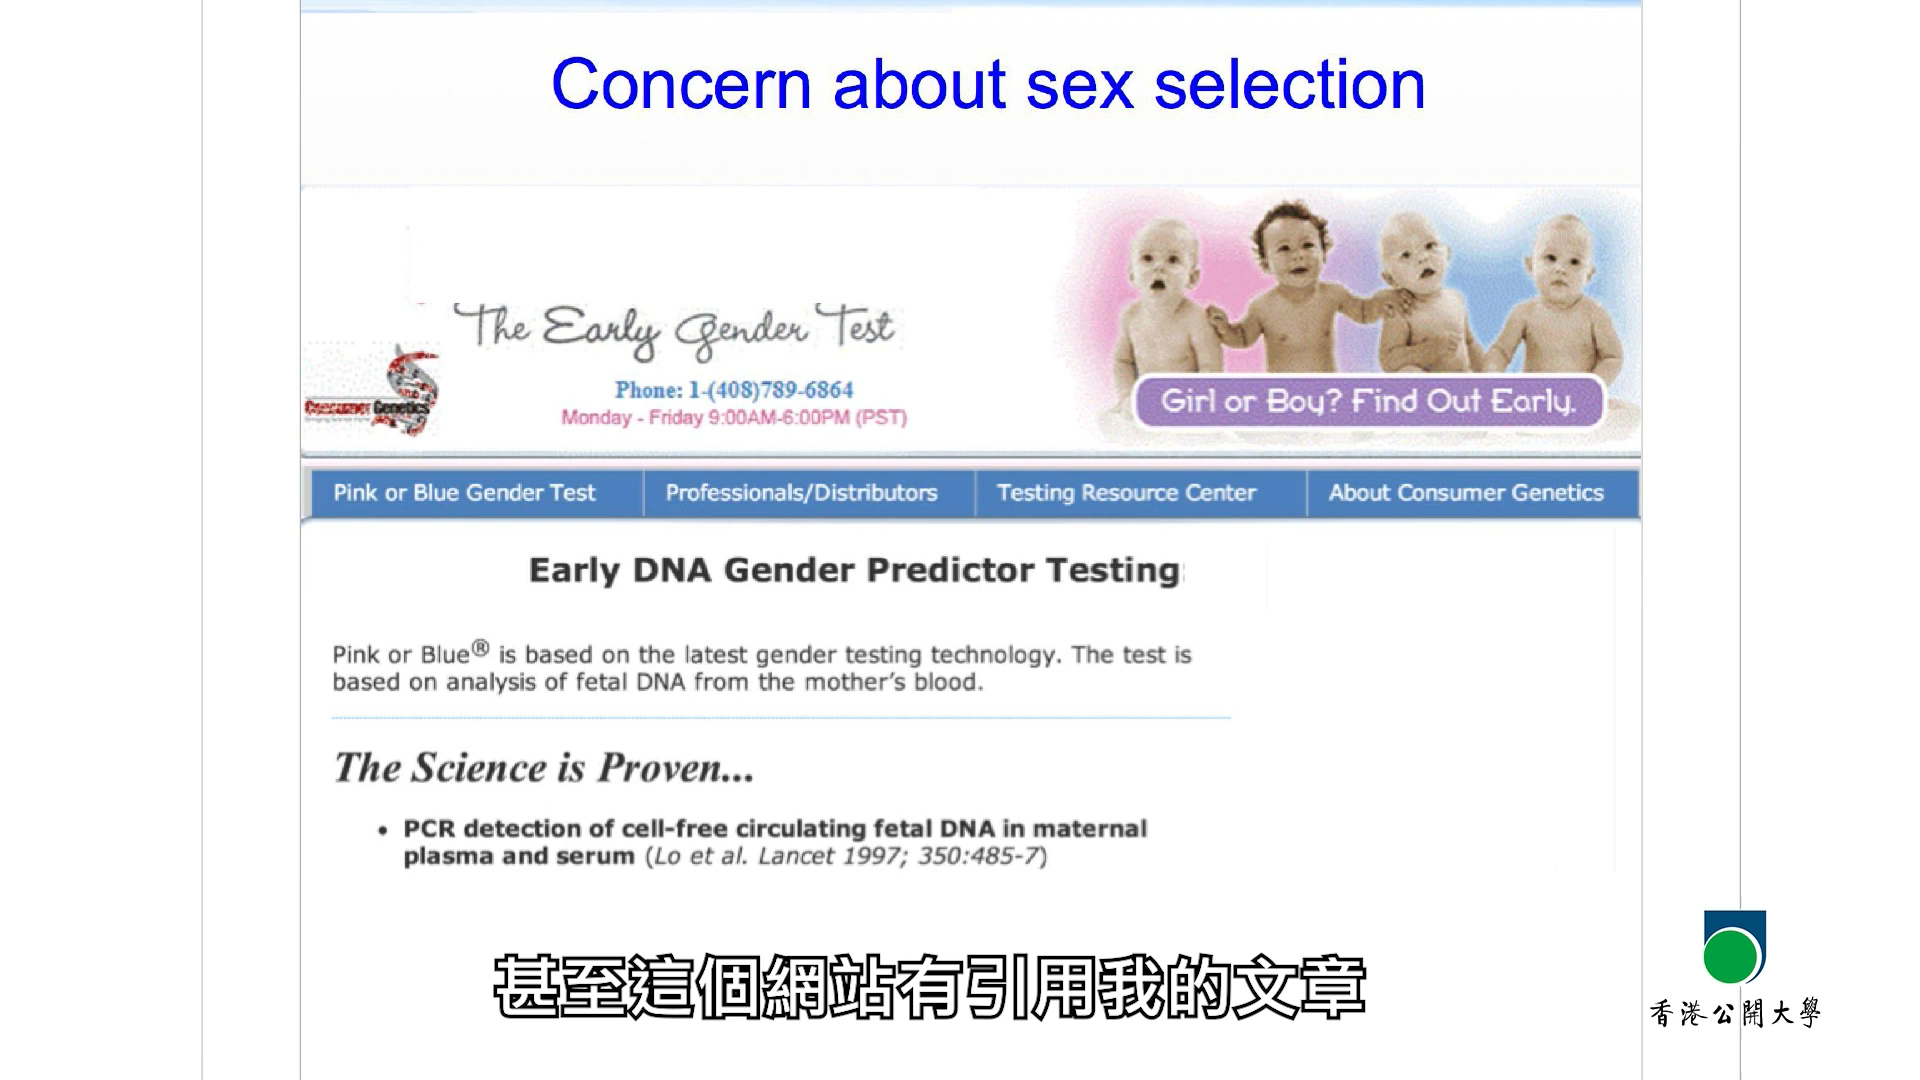 Concern about sex selection
The Early Gender Test
Phone: 1-(408)789-6864
Monday - Friday 9:00AM-6:00PM (PST)
Consumer Genetics
Girl or Boy? Find Out Early.
Pink or Blue Gender Test
Professionals/Distributors
Testing Resource Center
About Consumer Genetics
Early DNA Gender Predictor Testing
Pink or Blue® is based on the latest gender testing technology. The test is
based on analysis of fetal DNA from the mother's blood.
The Science is Proven...
• PCR detection of cell-free circulating fetal DNA in maternal
plasma and serum (Lo et al. Lancet 1997; 350:485-7)
甚至這個網站有引用我的文章
香港公開大學